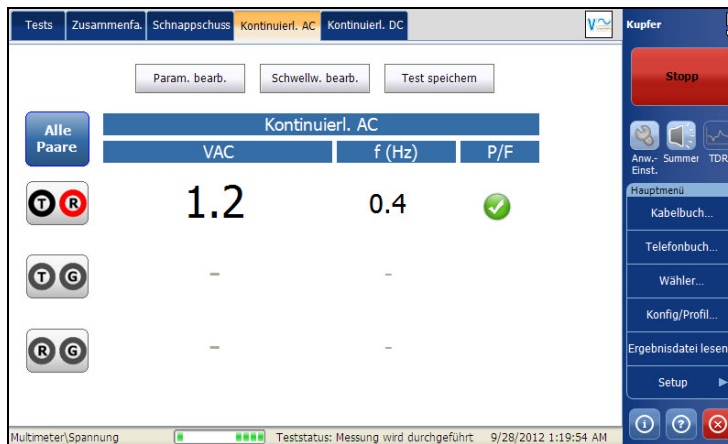 Tests Zusammenfa. Schnappschuss Kontinuierl. AC Kontinuierl. DC V
Kupfer
Param. bearb. Schwellw. bearb. Test speichern
Stopp
Alle Paare
Kontinuierl. AC
VAC f (Hz) P/F
T R 1.2 0.4
T G - -
R G - -
Anw.-Einst. Summer TDR
Hauptmenü
Kabelbuch...
Telefonbuch...
Wähler...
Konfig/Profil...
Ergebnisdatei lesen
Setup
Multimeter\Spannung Teststatus: Messung wird durchgeführt 9/28/2012 1:19:54 AM